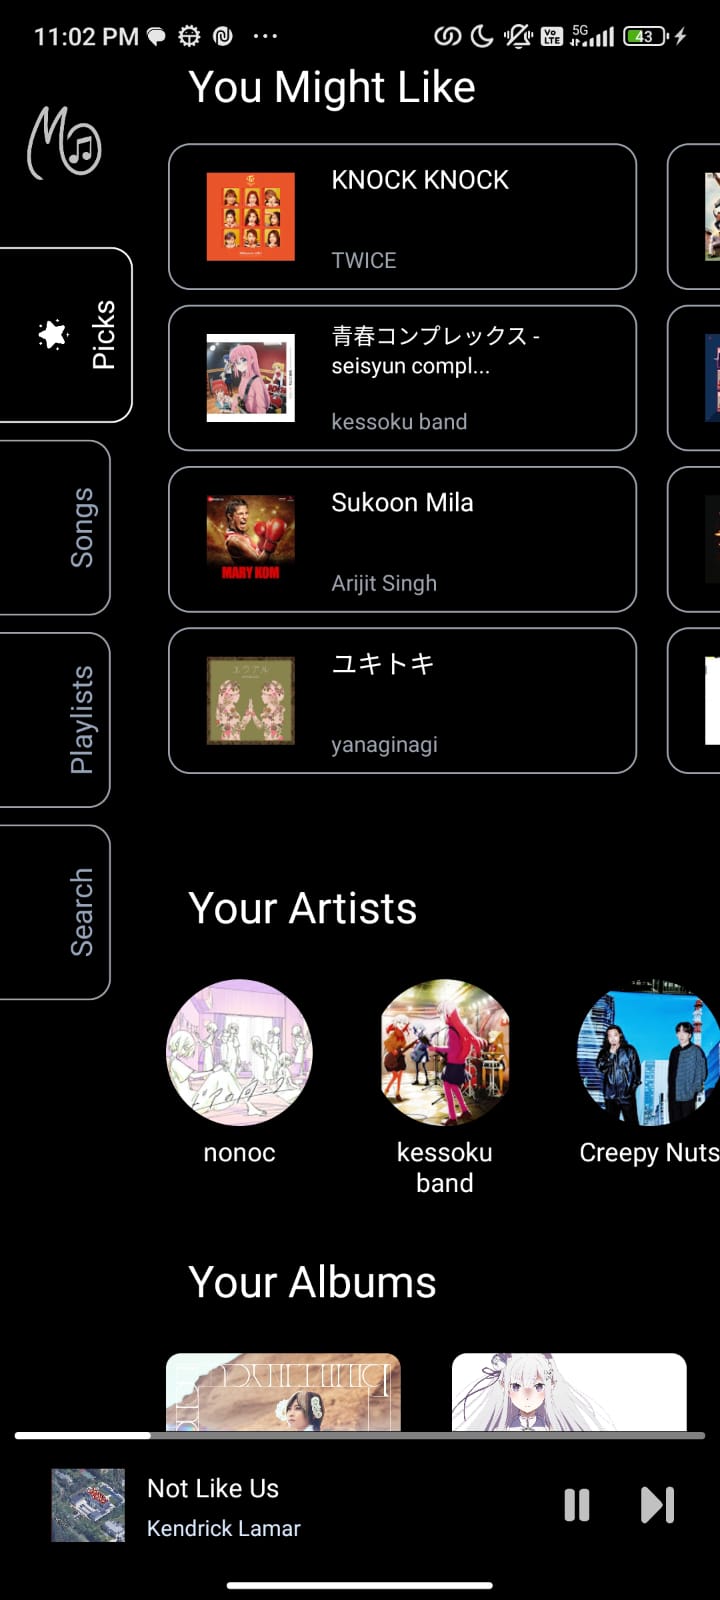 11:02 PM
Vo LTE 5G 43
You Might Like
Picks
Songs
Playlists
Search
KNOCK KNOCK
TWICE
青春コンプレックス -
seisyun compl...
kessoku band
MARY KOM
Sukoon Mila
Arijit Singh
ユキトキ
yanaginagi
Your Artists
nonoc
kessoku
band
Creepy Nuts
Your Albums
Not Like Us
Kendrick Lamar